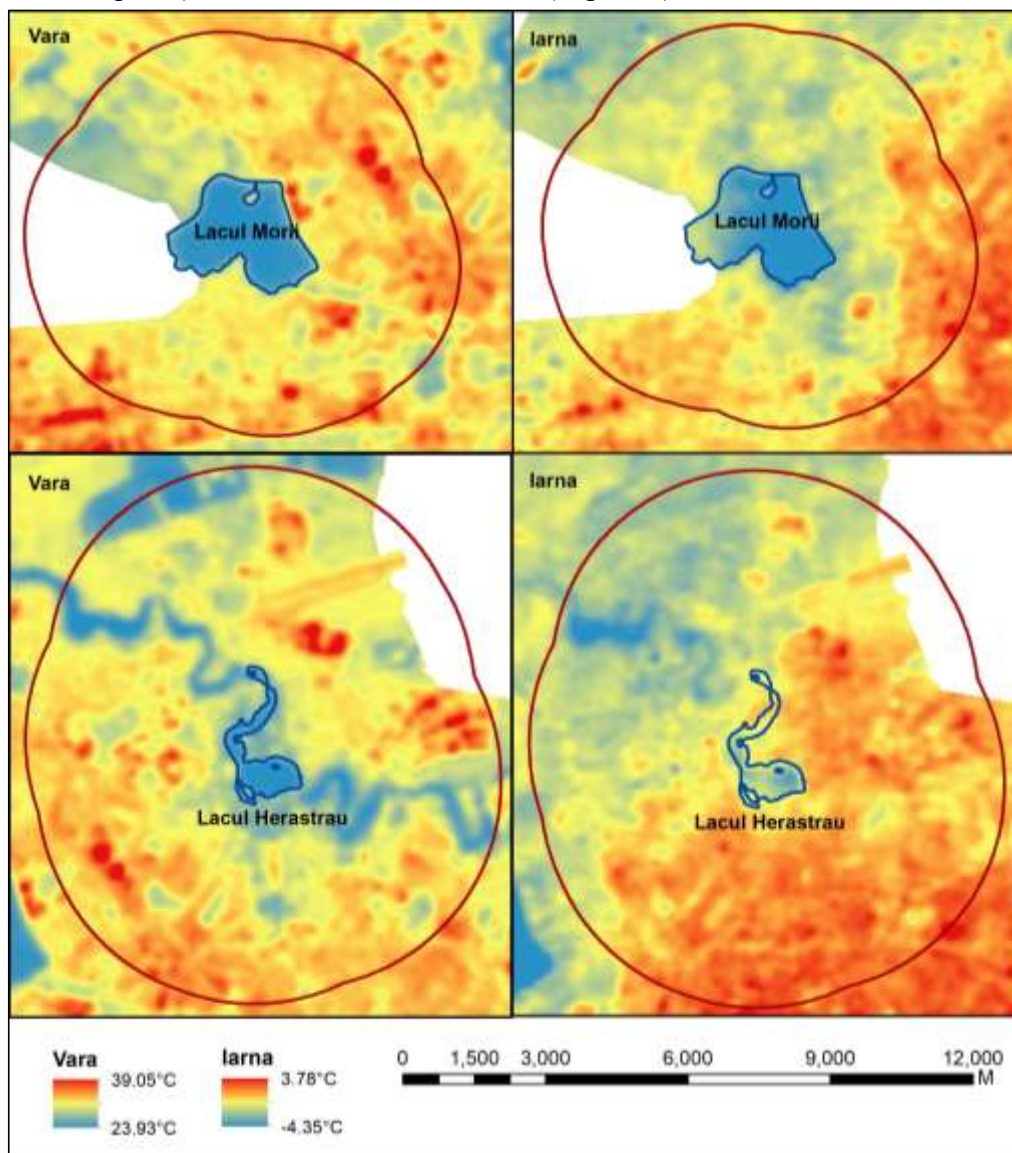 Vara
Iarna
Lacul Morii
Lacul Morii
Vara
Iarna
Lacul Herastrau
Lacul Herastrau
Vara
Iarna
0 1,500 3,000 6,000 9,000 12,000
M
39.05°C
3.78°C
23.93°C
-4.35°C